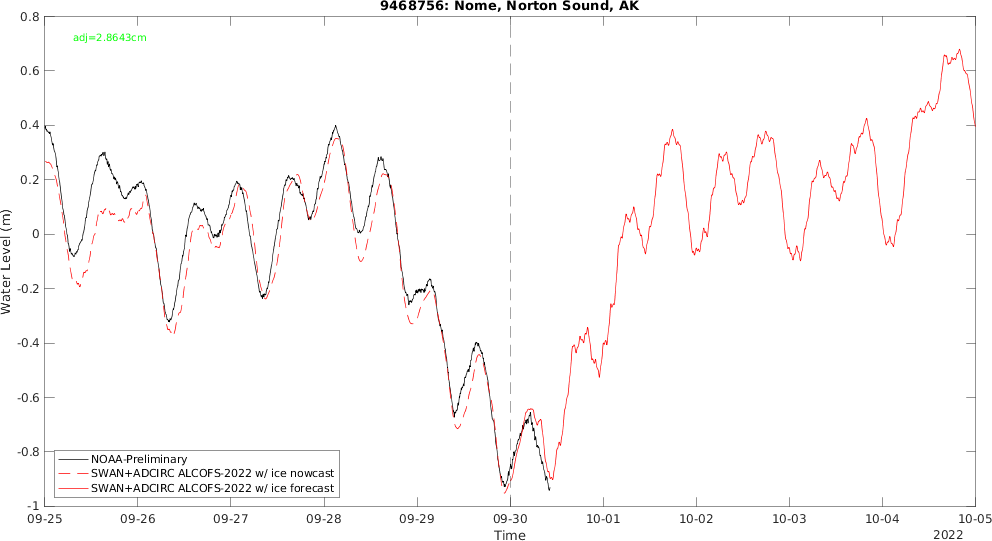 9468756: Nome, Norton Sound, AK
adj=2.8643cm
0.8
0.6
0.4
0.2
0
-0.2
-0.4
-0.6
-0.8
-1
Water Level (m)
NOAA-Preliminary
SWAN+ADCIRC ALCOFS-2022 w/ ice nowcast
SWAN+ADCIRC ALCOFS-2022 w/ ice forecast
09-25 09-26 09-27 09-28 09-29 09-30 10-01 10-02 10-03 10-04 10-05
Time
2022